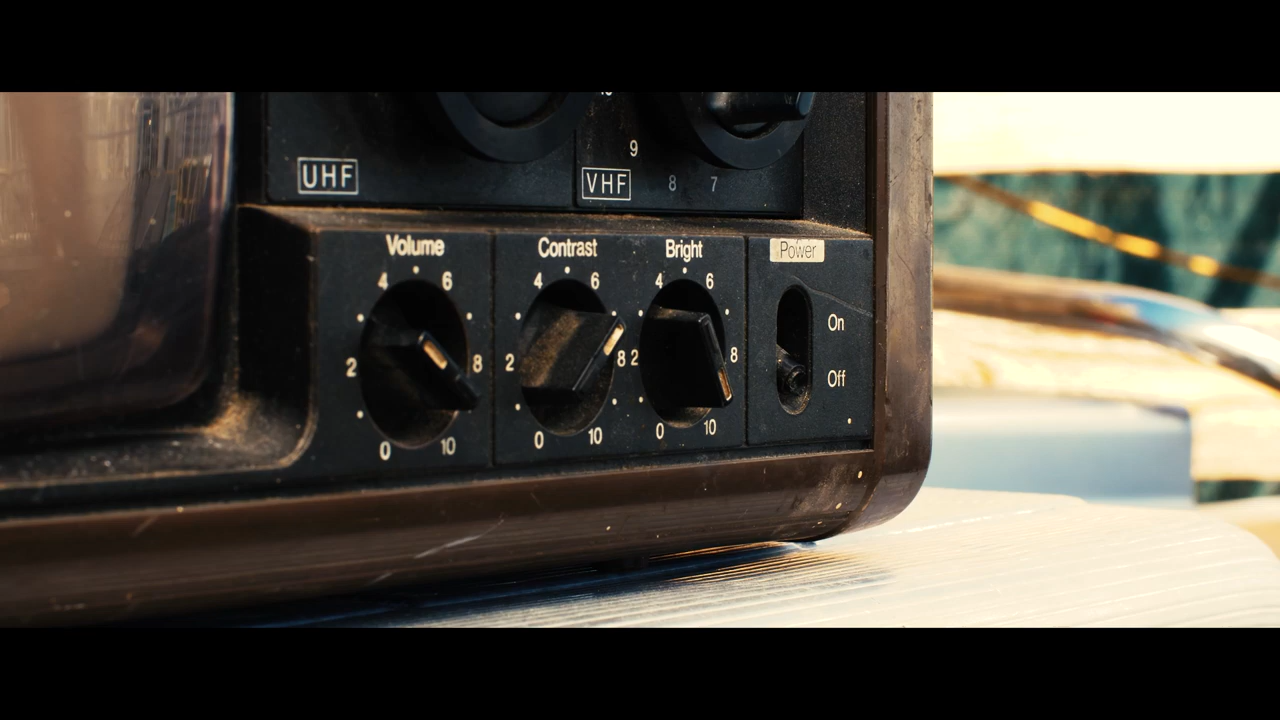 9
UHF
VHF
8 7
Volume
Contrast
Bright
Power
4 6
4 6
4 6
On
2 8
2 8
2 8
Off
0 10
0 10
0 10